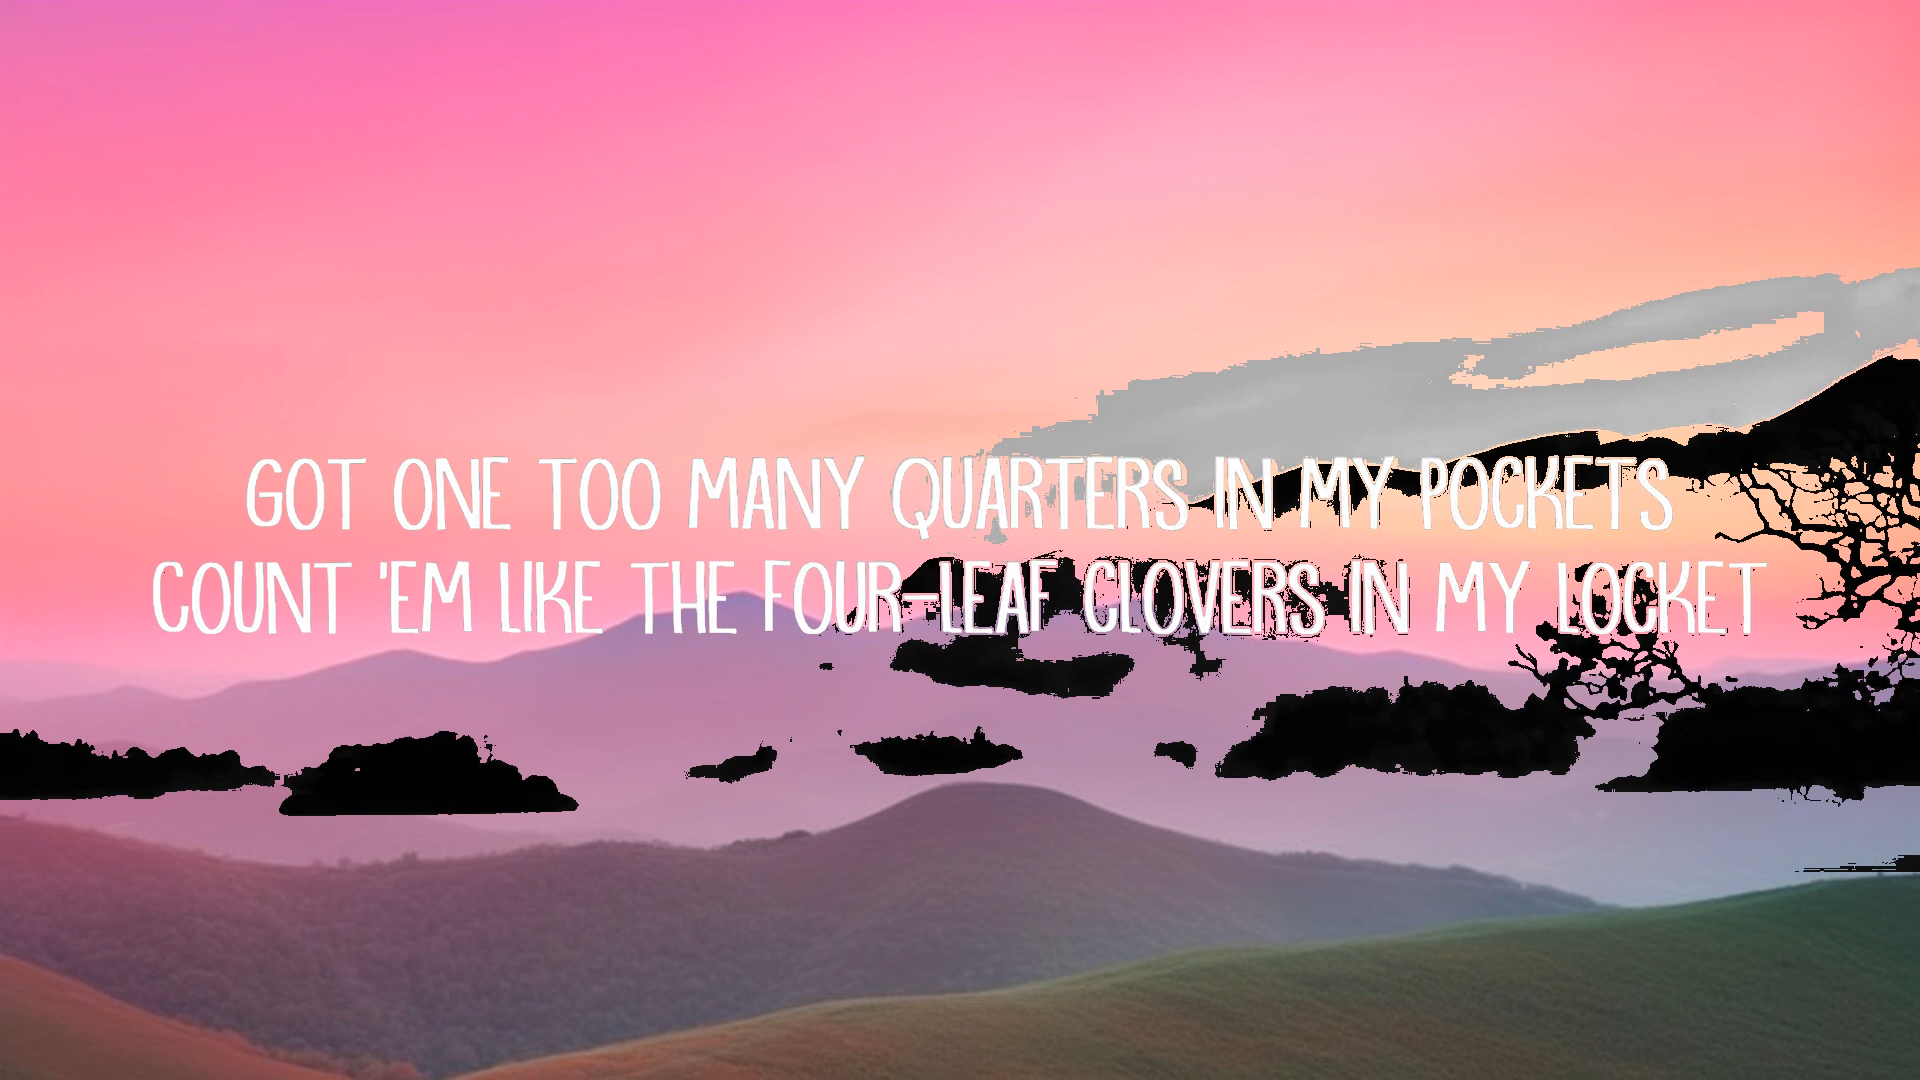 GOT ONE TOO MANY QUARTERS IN MY POCKETS
COUNT 'EM LIKE THE FOUR-LEAF CLOVERS IN MY LOCKET